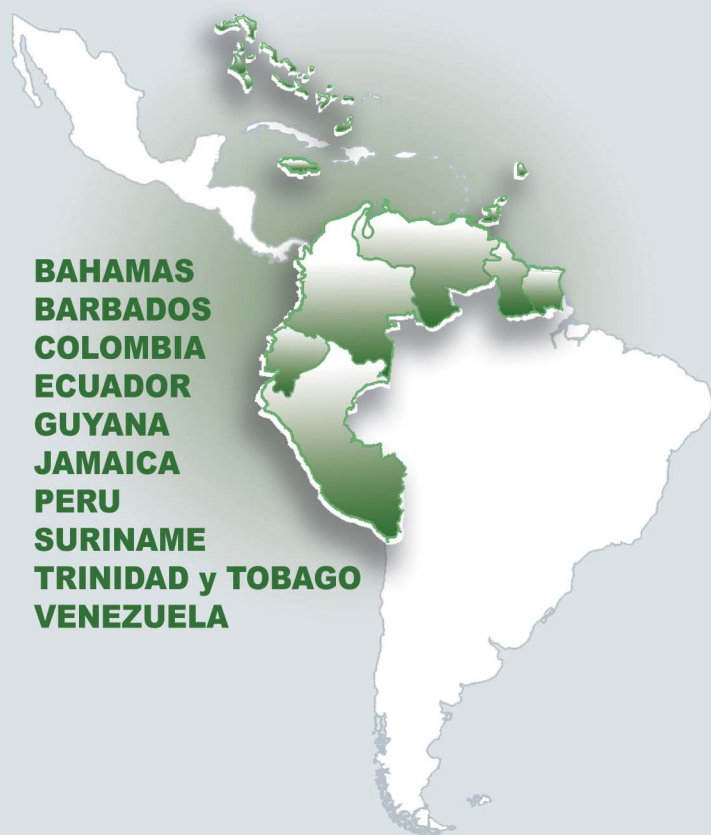 BAHAMAS
BARBADOS
COLOMBIA
ECUADOR
GUYANA
JAMAICA
PERU
SURINAME
TRINIDAD y TOBAGO
VENEZUELA